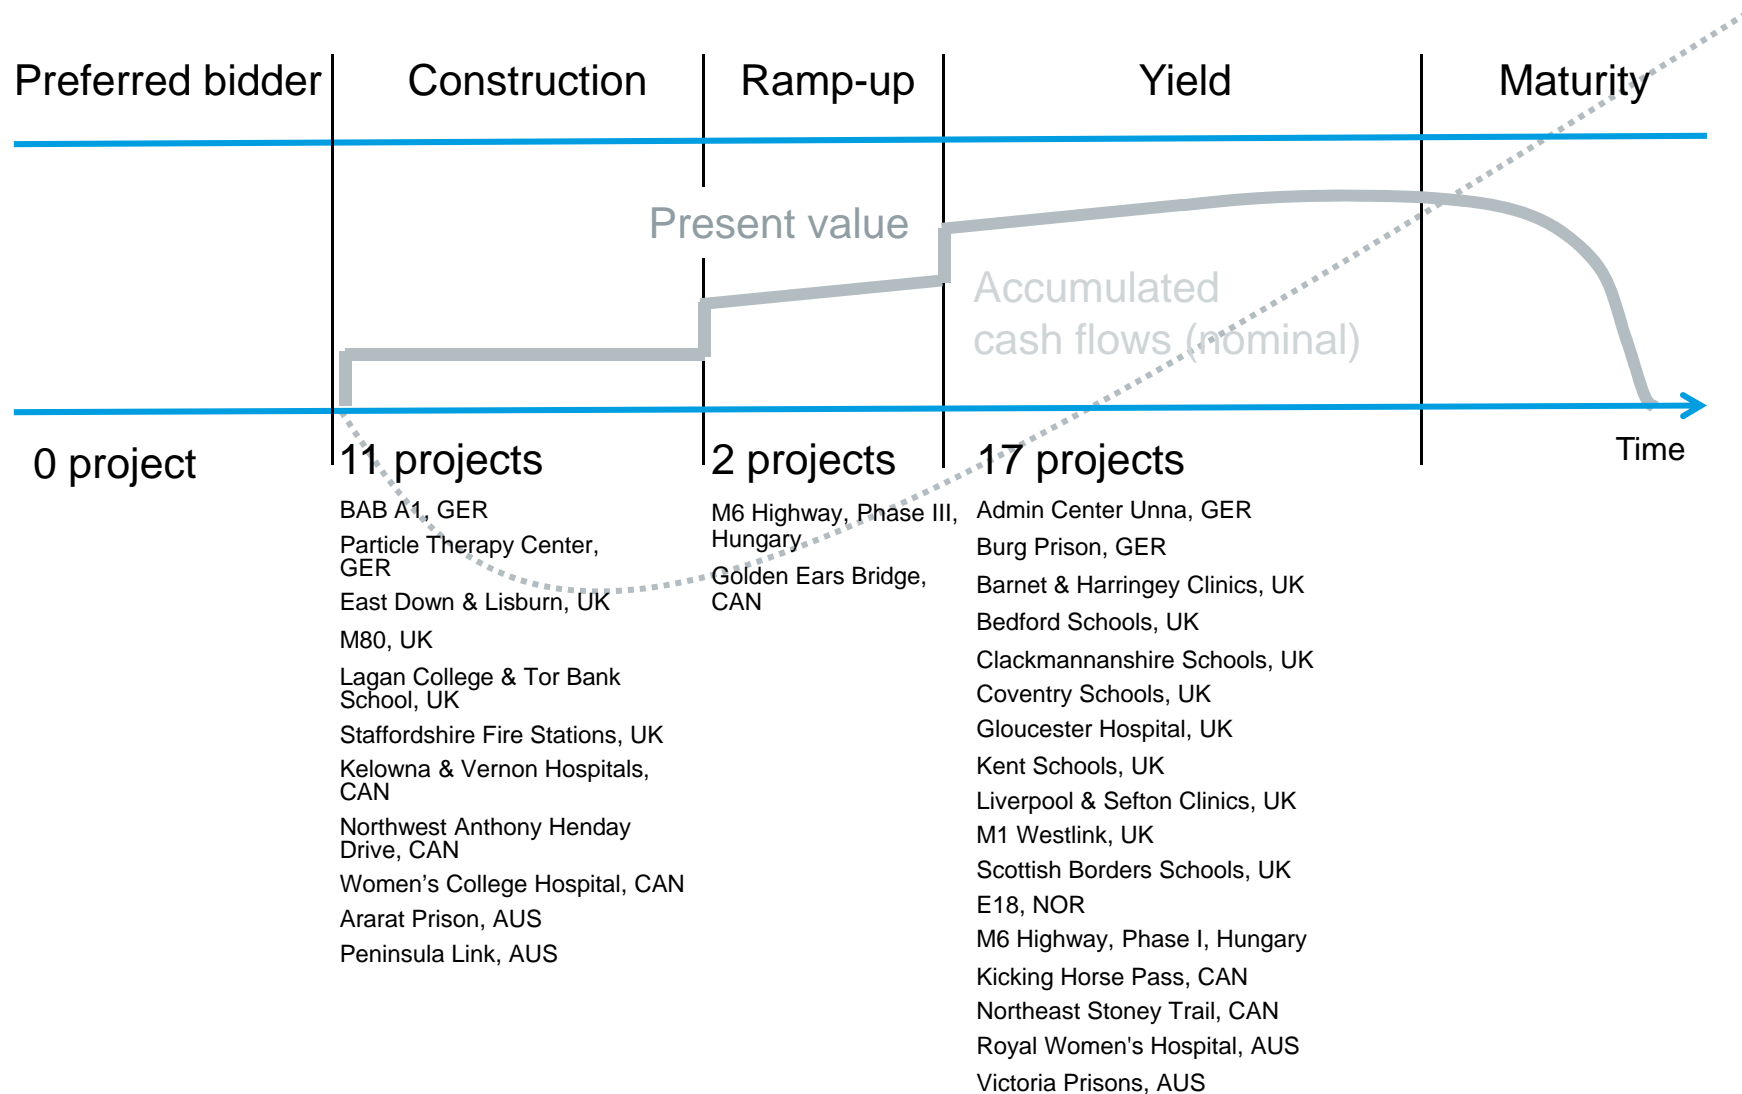 Preferred bidder
Construction
Ramp-up
Yield
Maturity
Present value
Accumulated
cash flows (nominal)
Time
0 project
11 projects
BAB A1, GER
Particle Therapy Center,
GER
East Down & Lisburn, UK
M80, UK
Lagan College & Tor Bank
School, UK
Staffordshire Fire Stations, UK
Kelowna & Vernon Hospitals,
CAN
Northwest Anthony Henday
Drive, CAN
Women’s College Hospital, CAN
Ararat Prison, AUS
Peninsula Link, AUS
2 projects
M6 Highway, Phase III,
Hungary
Golden Ears Bridge,
CAN
17 projects
Admin Center Unna, GER
Burg Prison, GER
Barnet & Harringey Clinics, UK
Bedford Schools, UK
Clackmannanshire Schools, UK
Coventry Schools, UK
Gloucester Hospital, UK
Kent Schools, UK
Liverpool & Sefton Clinics, UK
M1 Westlink, UK
Scottish Borders Schools, UK
E18, NOR
M6 Highway, Phase I, Hungary
Kicking Horse Pass, CAN
Northeast Stoney Trail, CAN
Royal Women's Hospital, AUS
Victoria Prisons, AUS